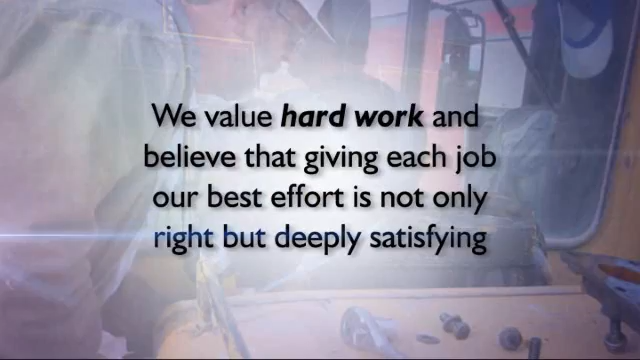 We value hard work and
believe that giving each job
our best effort is not only
right but deeply satisfying